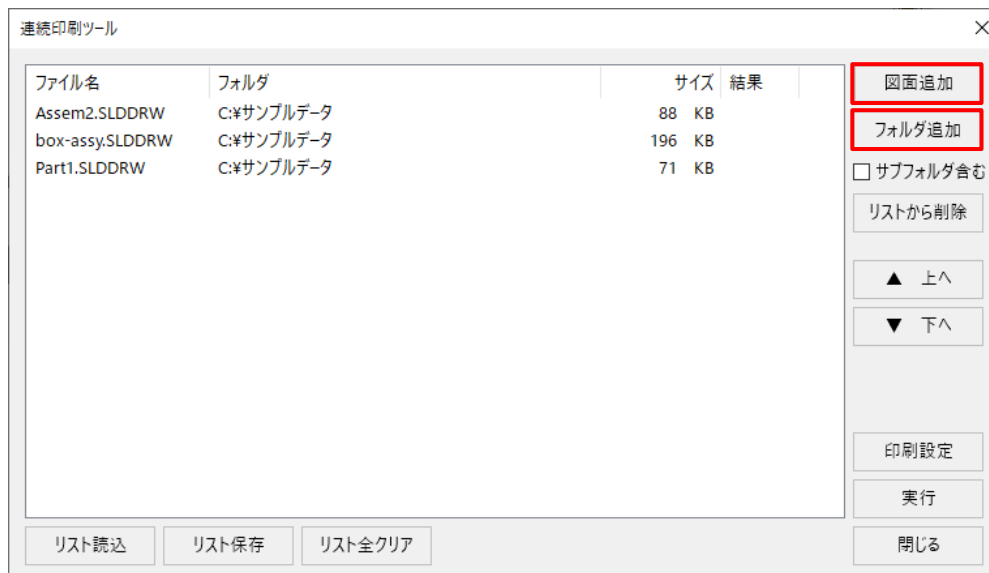 連続印刷ツール
ファイル名 フォルダ サイズ 結果
Assem2.SLDDRW C:¥サンプルデータ 88 KB
box-assy.SLDDRW C:¥サンプルデータ 196 KB
Part1.SLDDRW C:¥サンプルデータ 71 KB
図面追加
フォルダ追加
サブフォルダ含む
リストから削除
▲ 上へ
▼ 下へ
印刷設定
実行
リスト読込 リスト保存 リスト全クリア 閉じる